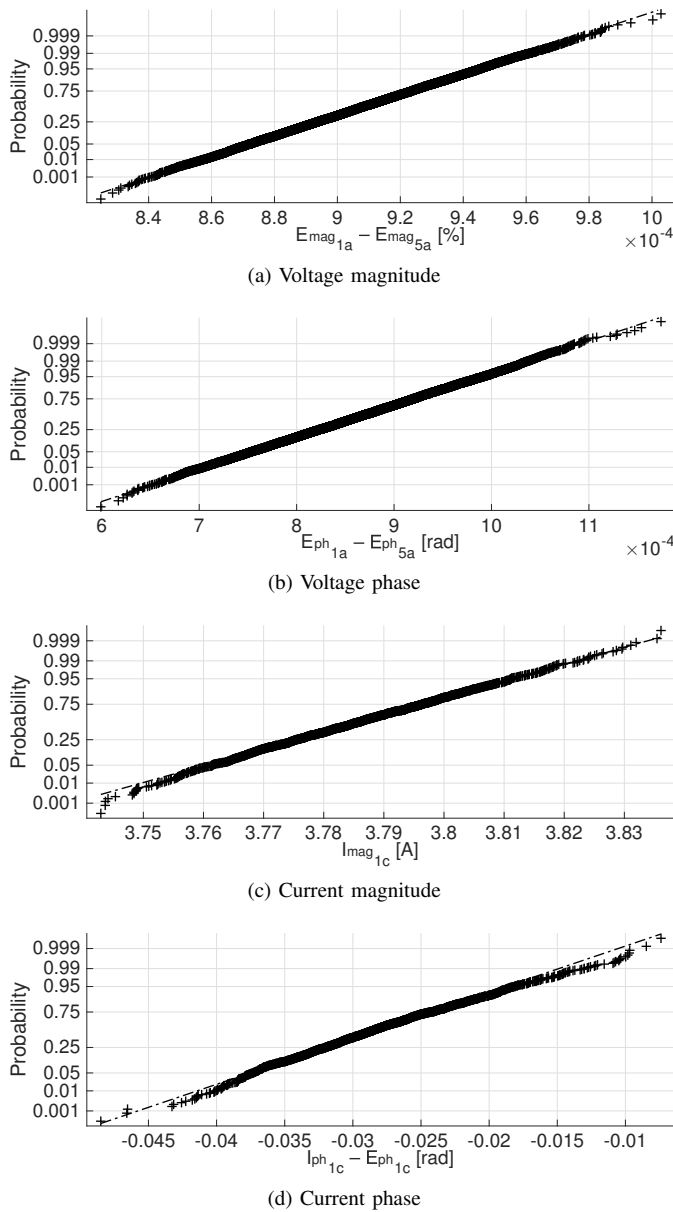 0.999
0.99
0.95
0.75
0.25
0.05
0.01
0.001
Probability
8.4 8.6 8.8 9 9.2 9.4 9.6 9.8 10
Emag1a − Emag5a [%]
×10-4
(a) Voltage magnitude
0.999
0.99
0.95
0.75
0.25
0.05
0.01
0.001
Probability
6 7 8 9 10 11
Eph1a − Eph5a [rad]
×10-4
(b) Voltage phase
0.999
0.99
0.95
0.75
0.25
0.05
0.01
0.001
Probability
3.75 3.76 3.77 3.78 3.79 3.8 3.81 3.82 3.83
Imag1c [A]
(c) Current magnitude
0.999
0.99
0.95
0.75
0.25
0.05
0.01
0.001
Probability
-0.045 -0.04 -0.035 -0.03 -0.025 -0.02 -0.015 -0.01
Iph1c − Eph1c [rad]
(d) Current phase